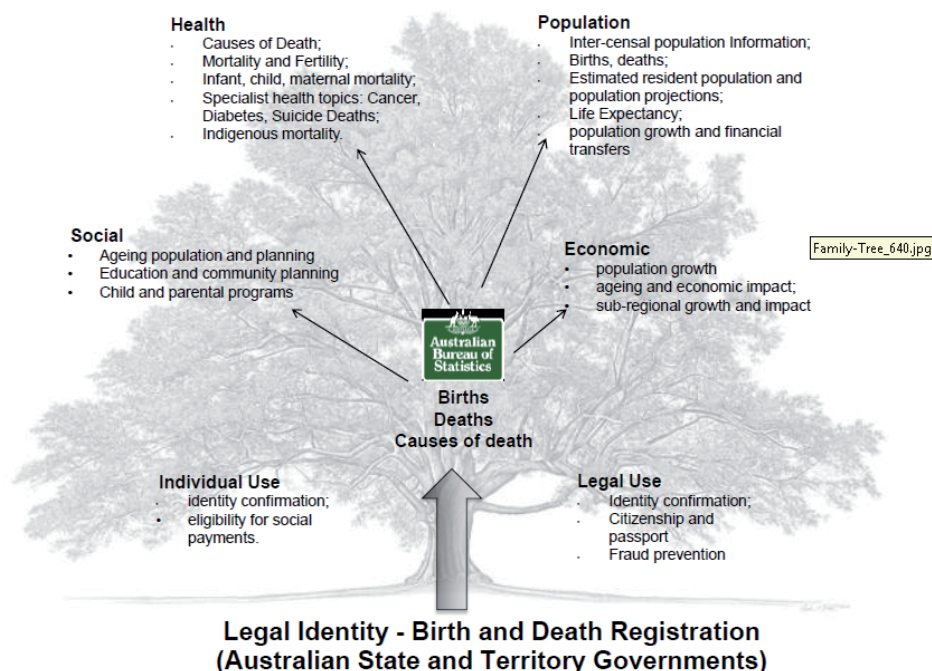 Health
. Causes of Death;
. Mortality and Fertility;
. Infant, child, maternal mortality;
. Specialist health topics: Cancer,
Diabetes, Suicide Deaths;
. Indigenous mortality.
Population
. Inter-censal population Information;
. Births, deaths;
. Estimated resident population and
population projections;
. Life Expectancy;
. population growth and financial
transfers
Social
• Ageing population and planning
• Education and community planning
• Child and parental programs
Economic
• population growth
• ageing and economic impact;
• sub-regional growth and impact
Family-Tree_640.jpg
Australian
Bureau of
Statistics
Births
Deaths
Causes of death
Individual Use
. identity confirmation;
• eligibility for social
payments.
Legal Use
. Identity confirmation;
. Citizenship and
passport
. Fraud prevention
Legal Identity - Birth and Death Registration
(Australian State and Territory Governments)